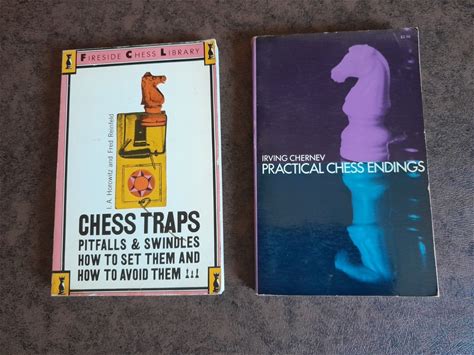 FIRESIDE CHESS LIBRARY
I. A. Horowitz and Fred Reinfeld
CHESS TRAPS
PITFALLS & SWINDLES
HOW TO SET THEM AND
HOW TO AVOID THEM !!!
IRVING CHERNEV
PRACTICAL CHESS ENDINGS